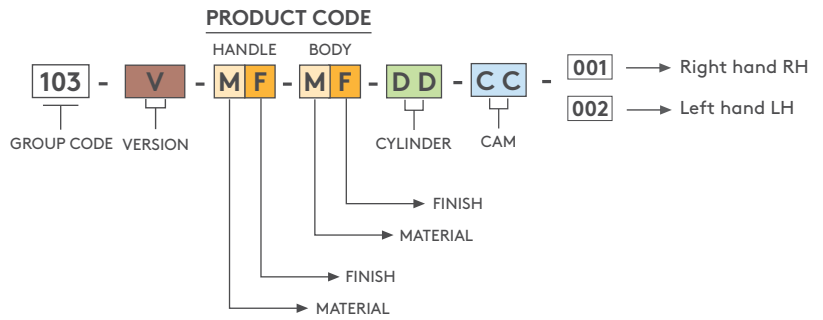 PRODUCT CODE
HANDLE BODY
103 - V - M F - M F - D D - C C - 001 Right hand RH
002 Left hand LH
GROUP CODE VERSION CYLINDER CAM
FINISH
MATERIAL
FINISH
MATERIAL